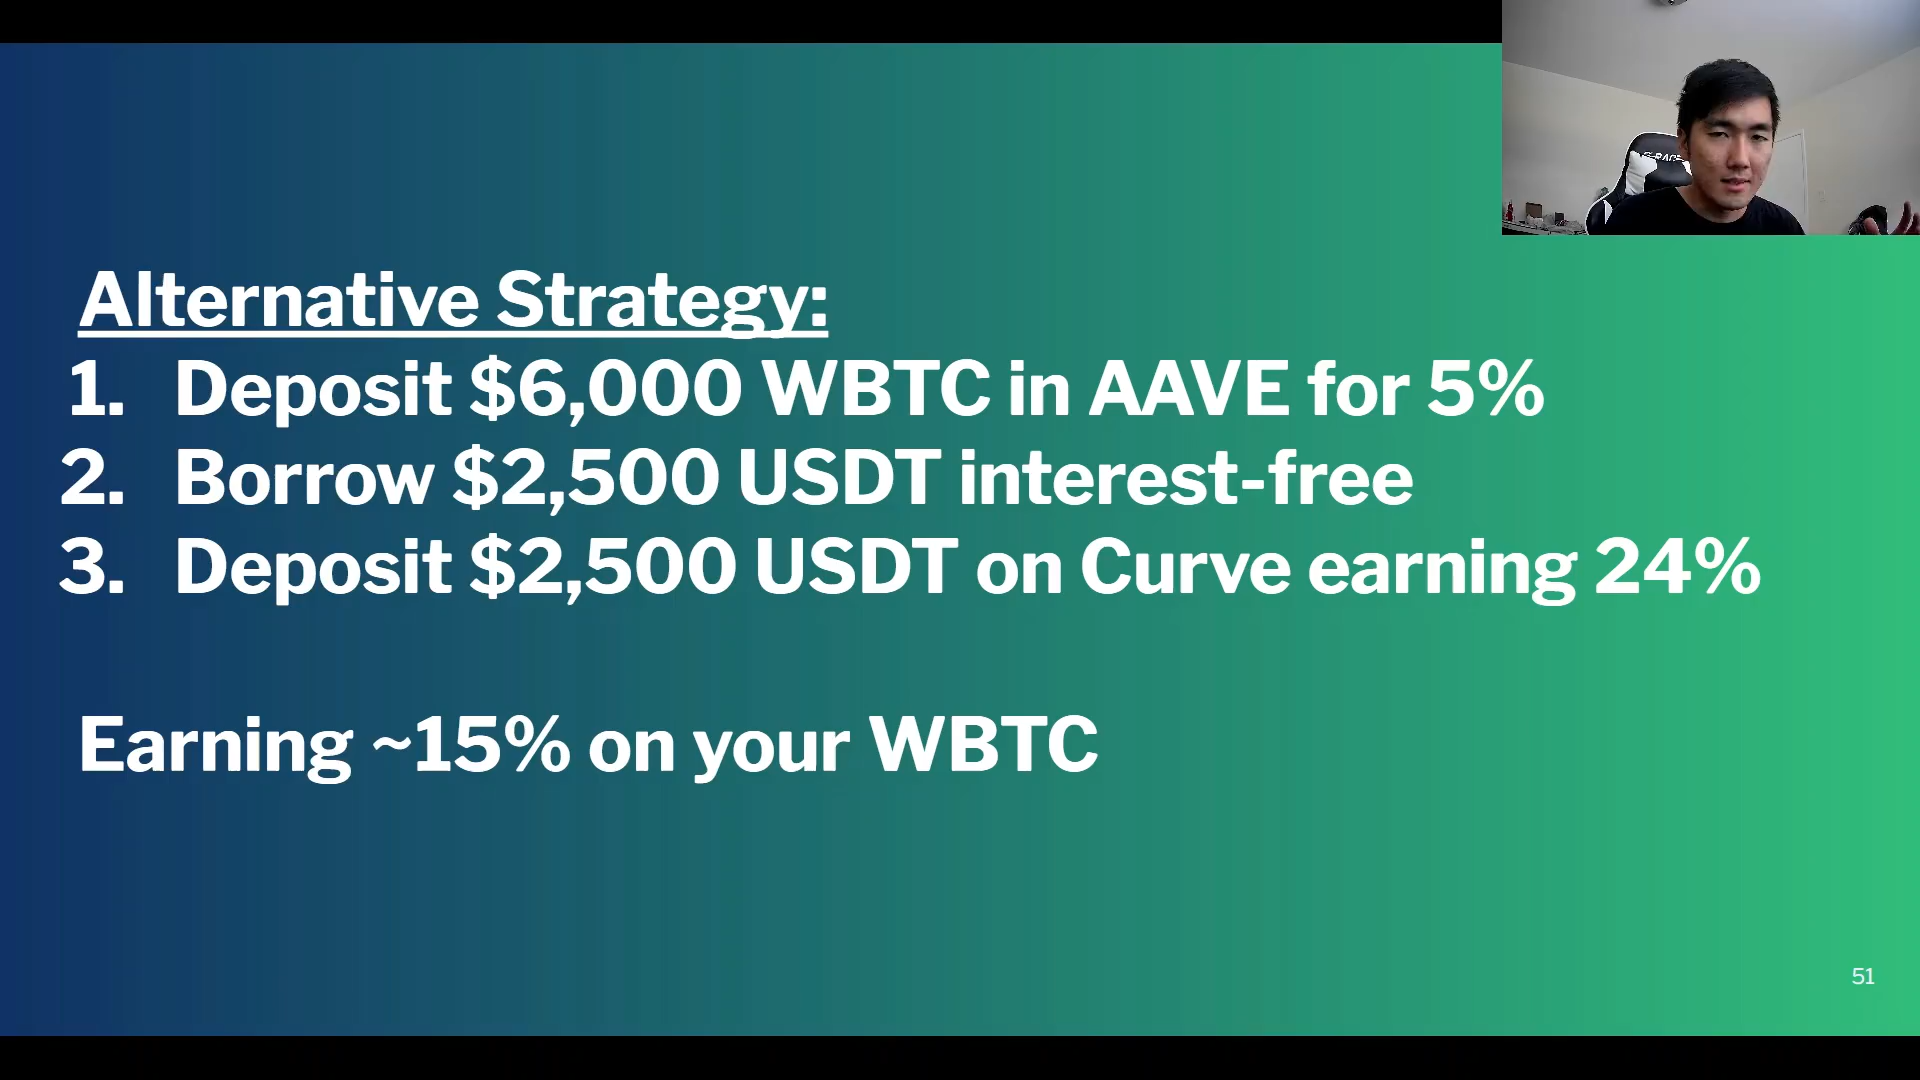 Alternative Strategy:
1. Deposit $6,000 WBTC in AAVE for 5%
2. Borrow $2,500 USDT interest-free
3. Deposit $2,500 USDT on Curve earning 24%
Earning ~15% on your WBTC
51